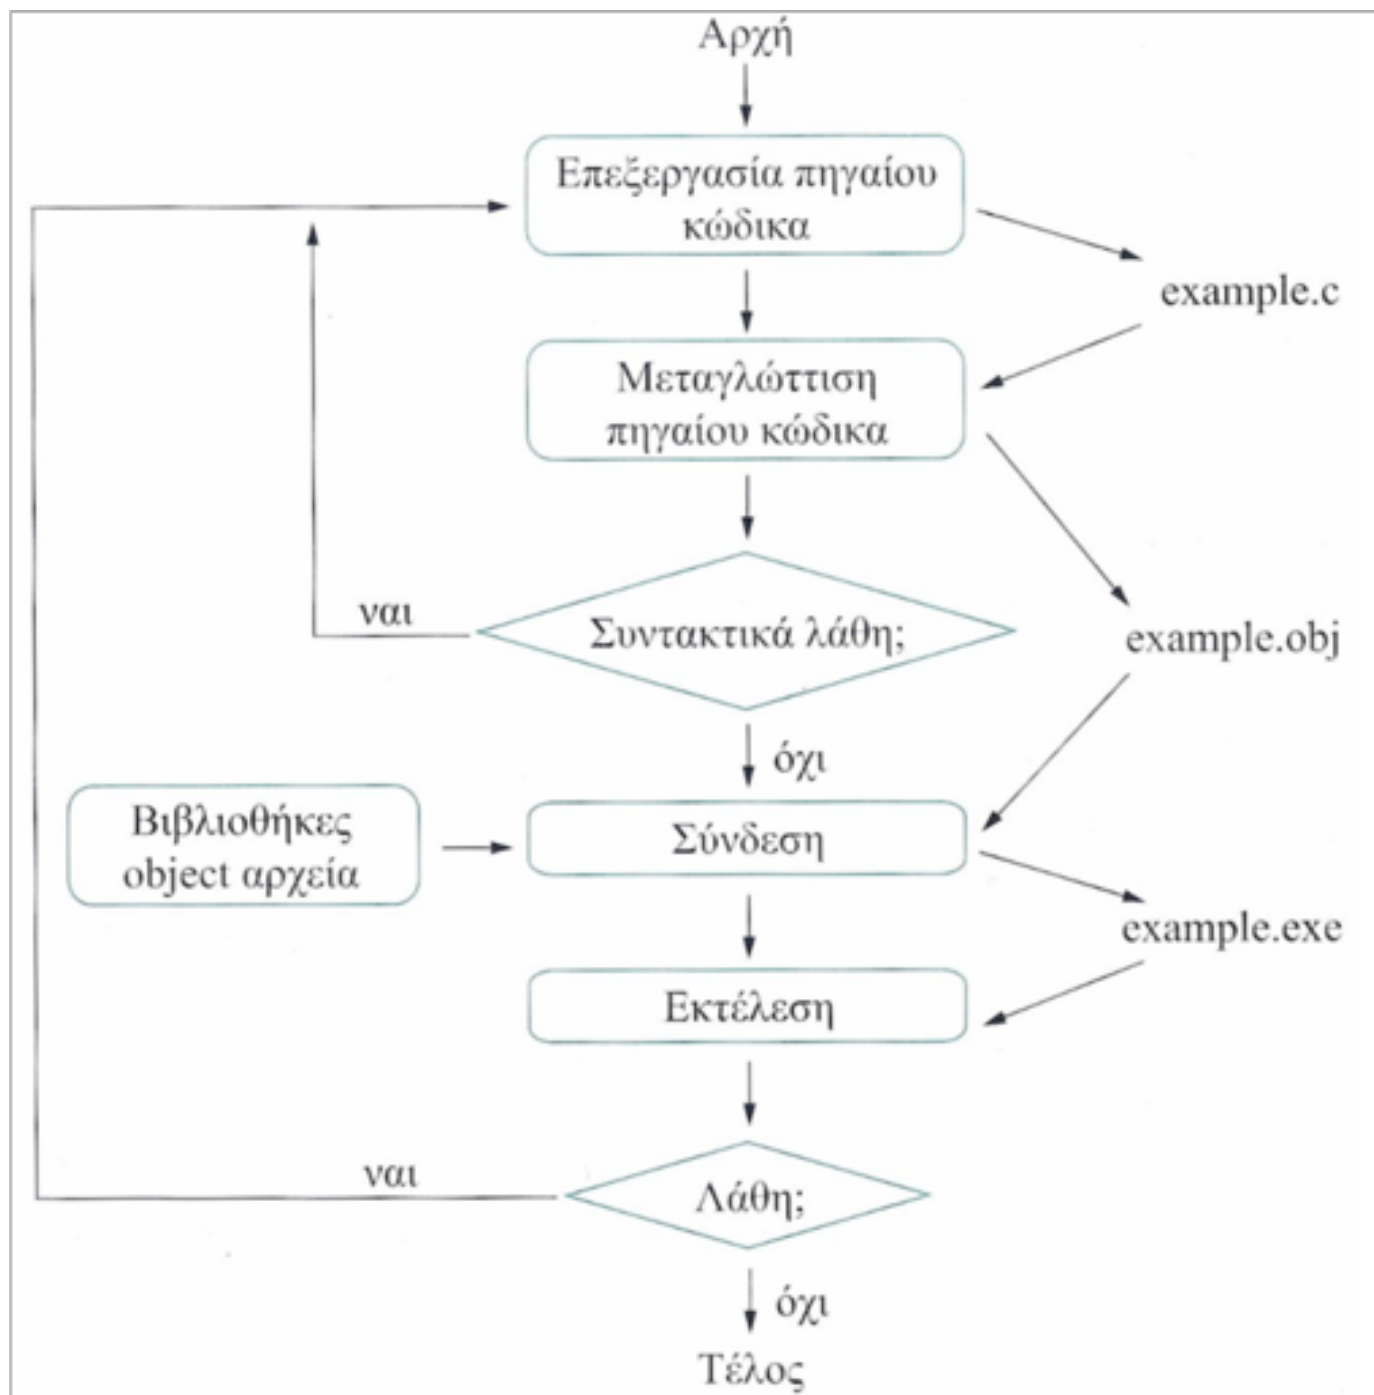 Αρχή
Επεξεργασία πηγαίου
κώδικα
example.c
Μεταγλώττιση
πηγαίου κώδικα
ναι
Συντακτικά λάθη;
example.obj
όχι
Βιβλιοθήκες
object αρχεία
Σύνδεση
example.exe
Εκτέλεση
ναι
Λάθη;
όχι
Τέλος